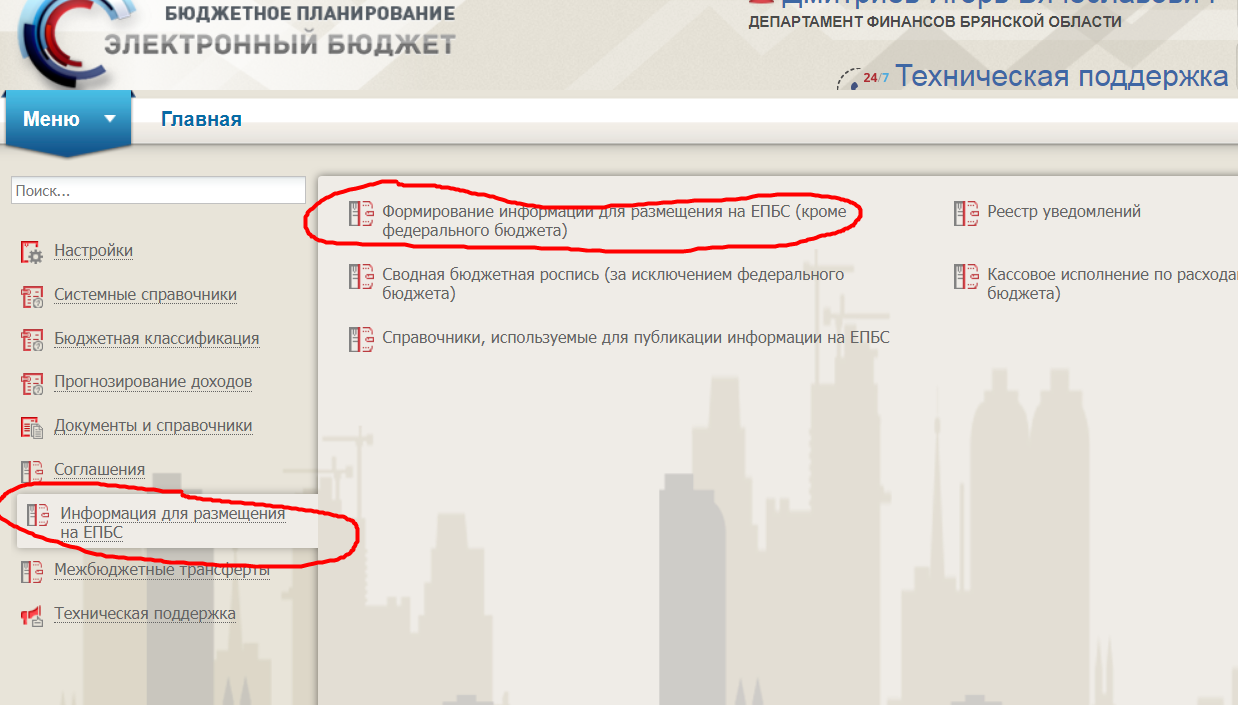 БЮДЖЕТНОЕ ПЛАНИРОВАНИЕ
ЭЛЕКТРОННЫЙ БЮДЖЕТ
Дмитриев Игорь Вячеславович
ДЕПАРТАМЕНТ ФИНАНСОВ БРЯНСКОЙ ОБЛАСТИ
24/7 Техническая поддержка
Меню
Главная
Поиск...
Настройки
Системные справочники
Бюджетная классификация
Прогнозирование доходов
Документы и справочники
Соглашения
Информация для размещения
на ЕПБС
Межбюджетные трансферты
Техническая поддержка
Формирование информации для размещения на ЕПБС (кроме
федерального бюджета)
Сводная бюджетная роспись (за исключением федерального
бюджета)
Справочники, используемые для публикации информации на ЕПБС
Реестр уведомлений
Кассовое исполнение по расхода
бюджета)